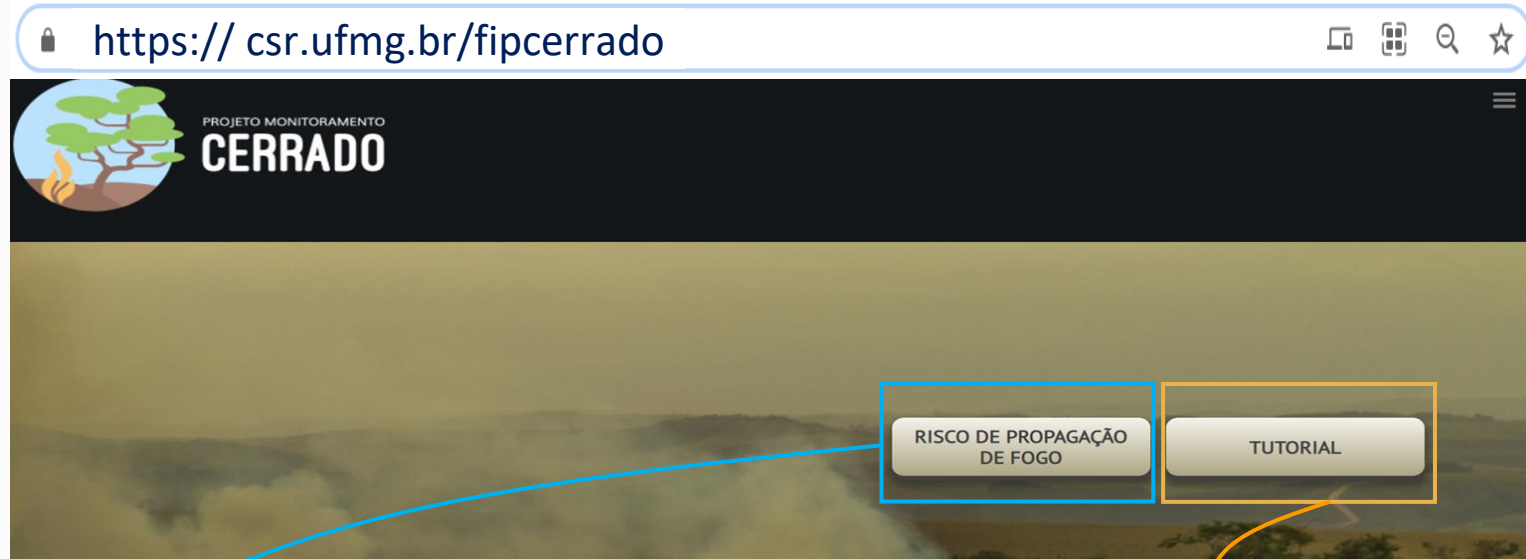 https:// csr.ufmg.br/fipcerrado
PROJETO MONITORAMENTO
CERRADO
RISCO DE PROPAGAÇÃO
DE FOGO
TUTORIAL